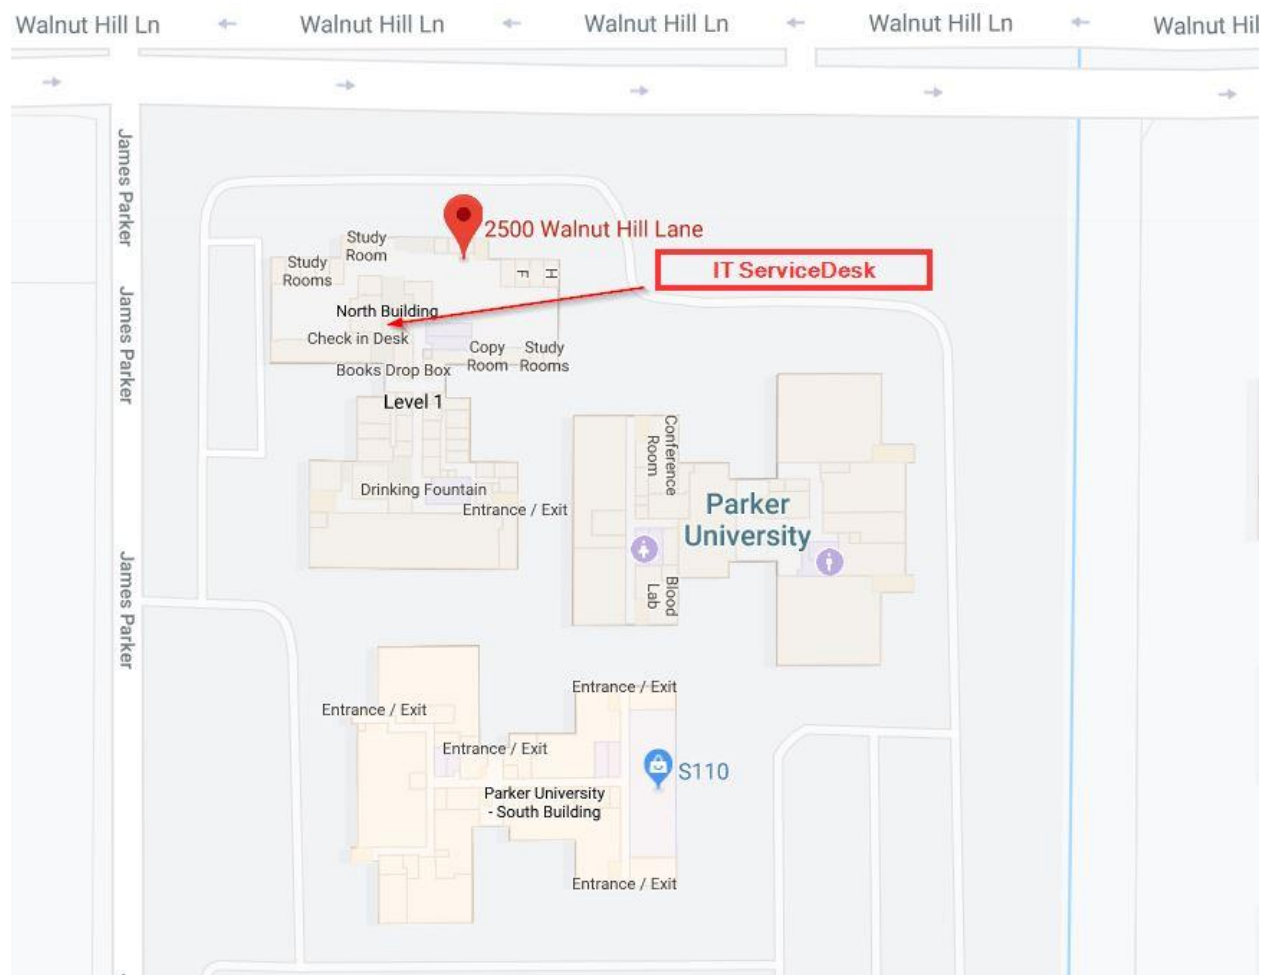 Walnut Hill Ln
Walnut Hill Ln
Walnut Hill Ln
Walnut Hill Ln
Walnut Hil
James Parker
2500 Walnut Hill Lane
Study
Room
Study
Rooms
F
H
IT ServiceDesk
James Parker
North Building
Check in Desk
Copy
Room
Study
Rooms
Books Drop Box
Level 1
Conference
Room
Drinking Fountain
Entrance / Exit
Parker
University
James Parker
Blood
Lab
Entrance / Exit
Entrance / Exit
Entrance / Exit
S110
Parker University
- South Building
Entrance / Exit